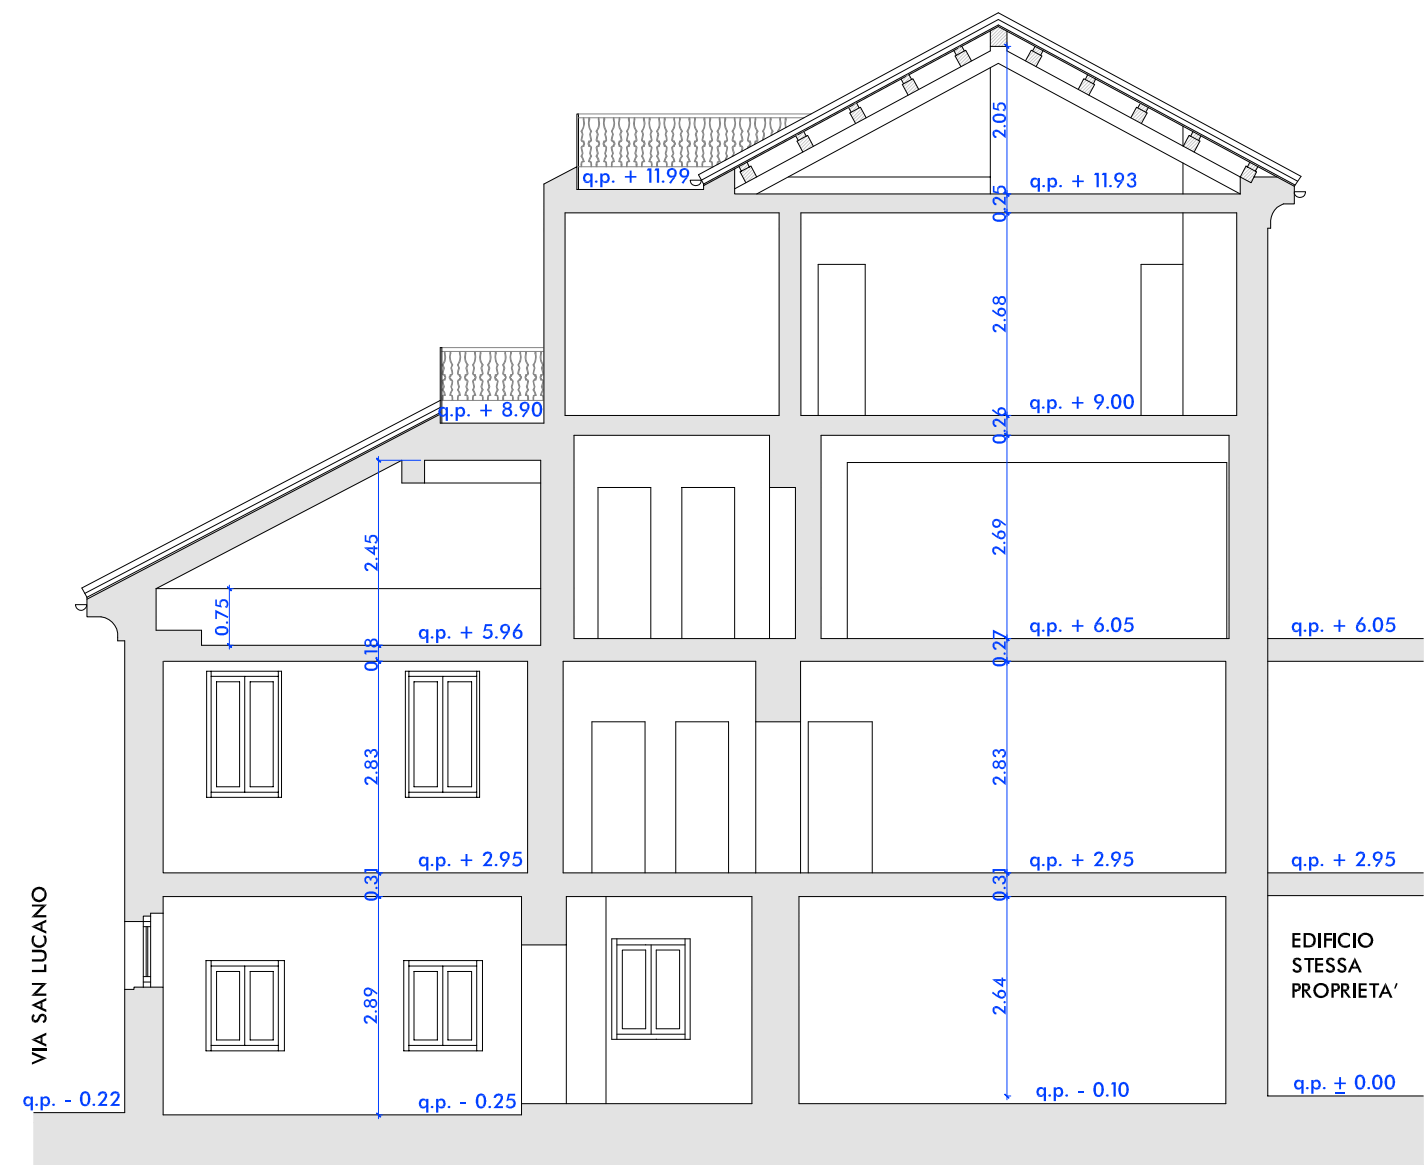 2.05
q.p. + 11.99
q.p. + 11.93
0.25
2.68
q.p. + 8.90
q.p. + 9.00
0.26
2.45
2.69
0.75
q.p. + 5.96
q.p. + 6.05
q.p. + 6.05
0.18
0.27
2.83
2.83
q.p. + 2.95
q.p. + 2.95
q.p. + 2.95
0.31
0.31
VIA SAN LUCANO
EDIFICIO
STESSA
PROPRIETA'
2.89
2.64
q.p. - 0.22
q.p. - 0.25
q.p. - 0.10
q.p. ± 0.00